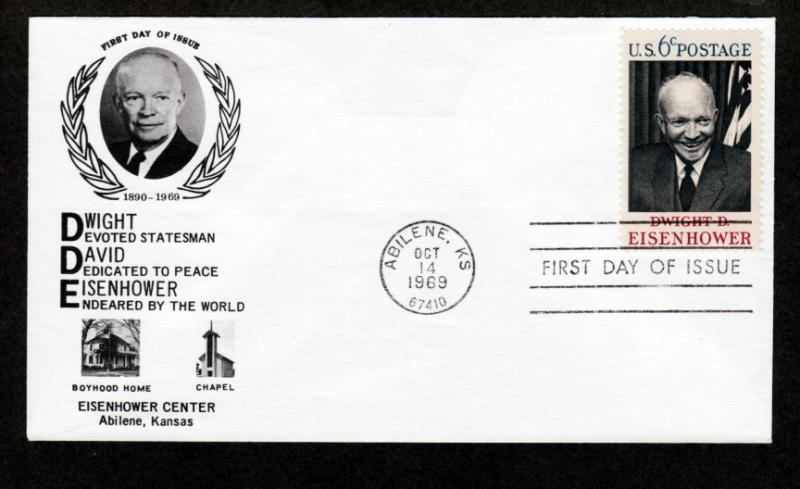 FIRST DAY OF ISSUE
1890-1969
DWIGHT
DEVOTED STATESMAN
DAVID
DEDICATED TO PEACE
EISENHOWER
ENDEARED BY THE WORLD
BOYHOOD HOME
CHAPEL
EISENHOWER CENTER
Abilene, Kansas
ABILENE, KS
OCT
14
1969
67410
U.S. 6c POSTAGE
DWIGHT D.
EISENHOWER
FIRST DAY OF ISSUE